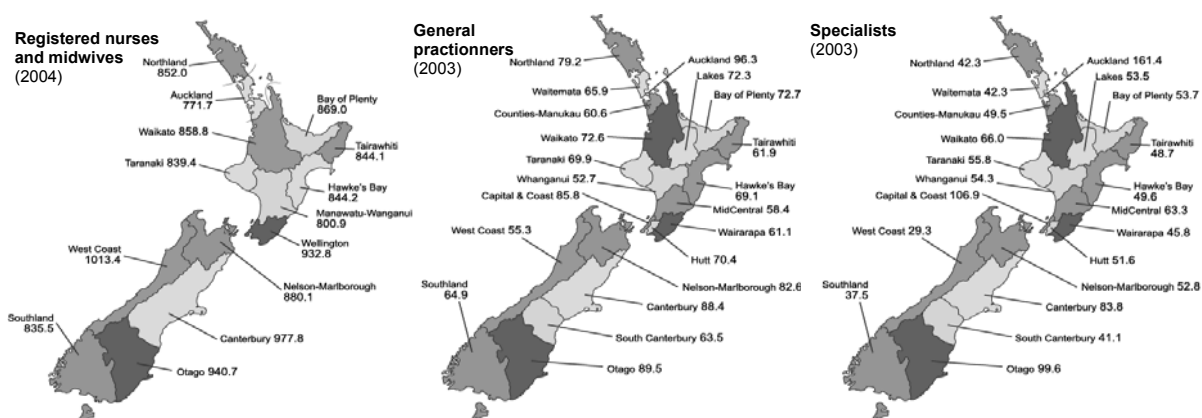 Registered nurses
and midwives
(2004)
Northland
852.0
Auckland
771.7
Bay of Plenty
869.0
Waikato 858.8
Tairawhiti
844.1
Taranaki 839.4
Hawke's Bay
844.2
Manawatu-Wanganui
800.9
Wellington
932.8
West Coast
1013.4
Nelson-Marlborough
880.1
Southland
835.5
Canterbury 977.8
Otago 940.7
General
practionners
(2003)
Northland 79.2
Auckland 96.3
Lakes 72.3
Waitemata 65.9
Bay of Plenty 72.7
Counties-Manukau 60.6
Waikato 72.6
Tairawhiti
61.9
Taranaki 69.9
Whanganui 52.7
Hawke's Bay
69.1
Capital & Coast 85.8
MidCentral 58.4
Wairarapa 61.1
West Coast 55.3
Hutt 70.4
Nelson-Marlborough 82.6
Southland
64.9
Canterbury 88.4
South Canterbury 63.5
Otago 89.5
Specialists
(2003)
Northland 42.3
Auckland 161.4
Lakes 53.5
Waitemata 42.3
Bay of Plenty 53.7
Counties-Manukau 49.5
Waikato 66.0
Tairawhiti
48.7
Taranaki 55.8
Whanganui 54.3
Hawke's Bay
49.6
Capital & Coast 106.9
MidCentral 63.3
Wairarapa 45.8
West Coast 29.3
Hutt 51.6
Nelson-Marlborough 52.8
Southland
37.5
Canterbury 83.8
South Canterbury 41.1
Otago 99.6